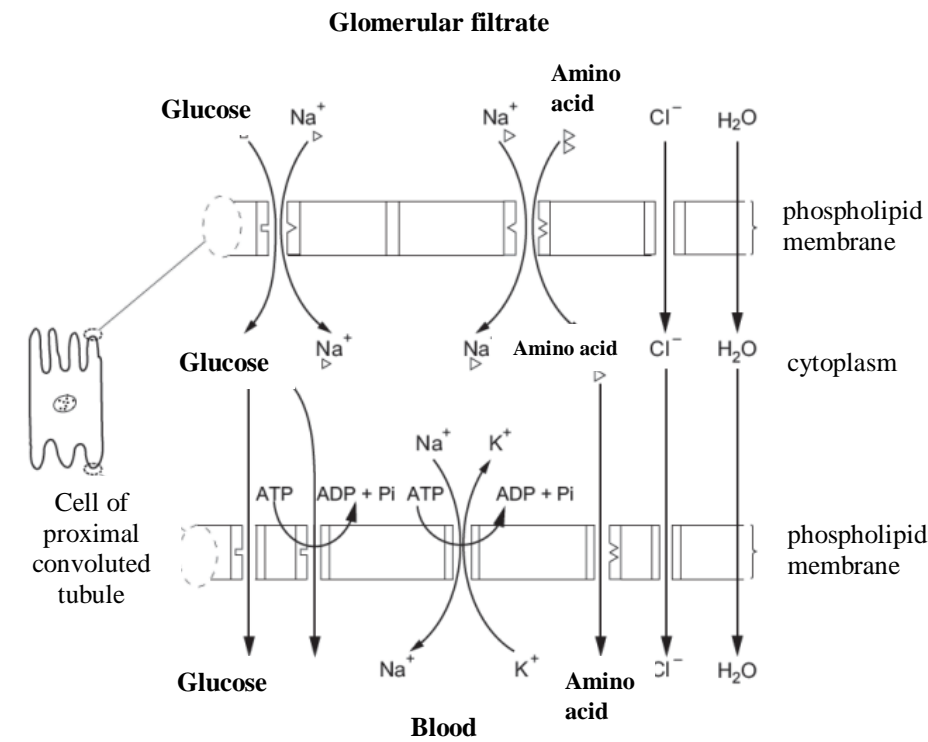 Glomerular filtrate
Glucose
Na⁺
Na⁺
Amino
acid
Cl⁻
H₂O
phospholipid
membrane
Glucose
Na⁺
Na
Amino acid
Cl⁻
H₂O
cytoplasm
Cell of
proximal
convoluted
tubule
Na⁺
K⁺
ATP
ADP + Pi
ATP
ADP + Pi
phospholipid
membrane
Glucose
Na⁺
K⁺
Amino
acid
Cl⁻
H₂O
Blood